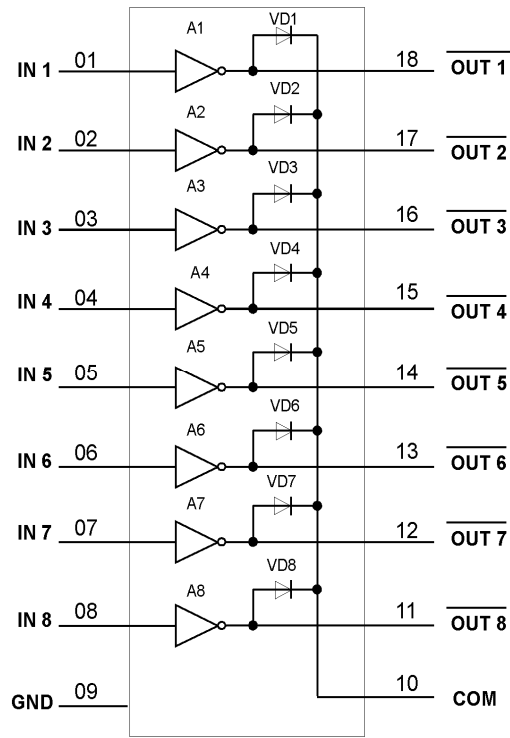 A1 VD1
IN 1 01 18 OUT 1
A2 VD2
IN 2 02 17 OUT 2
A3 VD3
IN 3 03 16 OUT 3
A4 VD4
IN 4 04 15 OUT 4
A5 VD5
IN 5 05 14 OUT 5
A6 VD6
IN 6 06 13 OUT 6
A7 VD7
IN 7 07 12 OUT 7
A8 VD8
IN 8 08 11 OUT 8
GND 09 10 COM